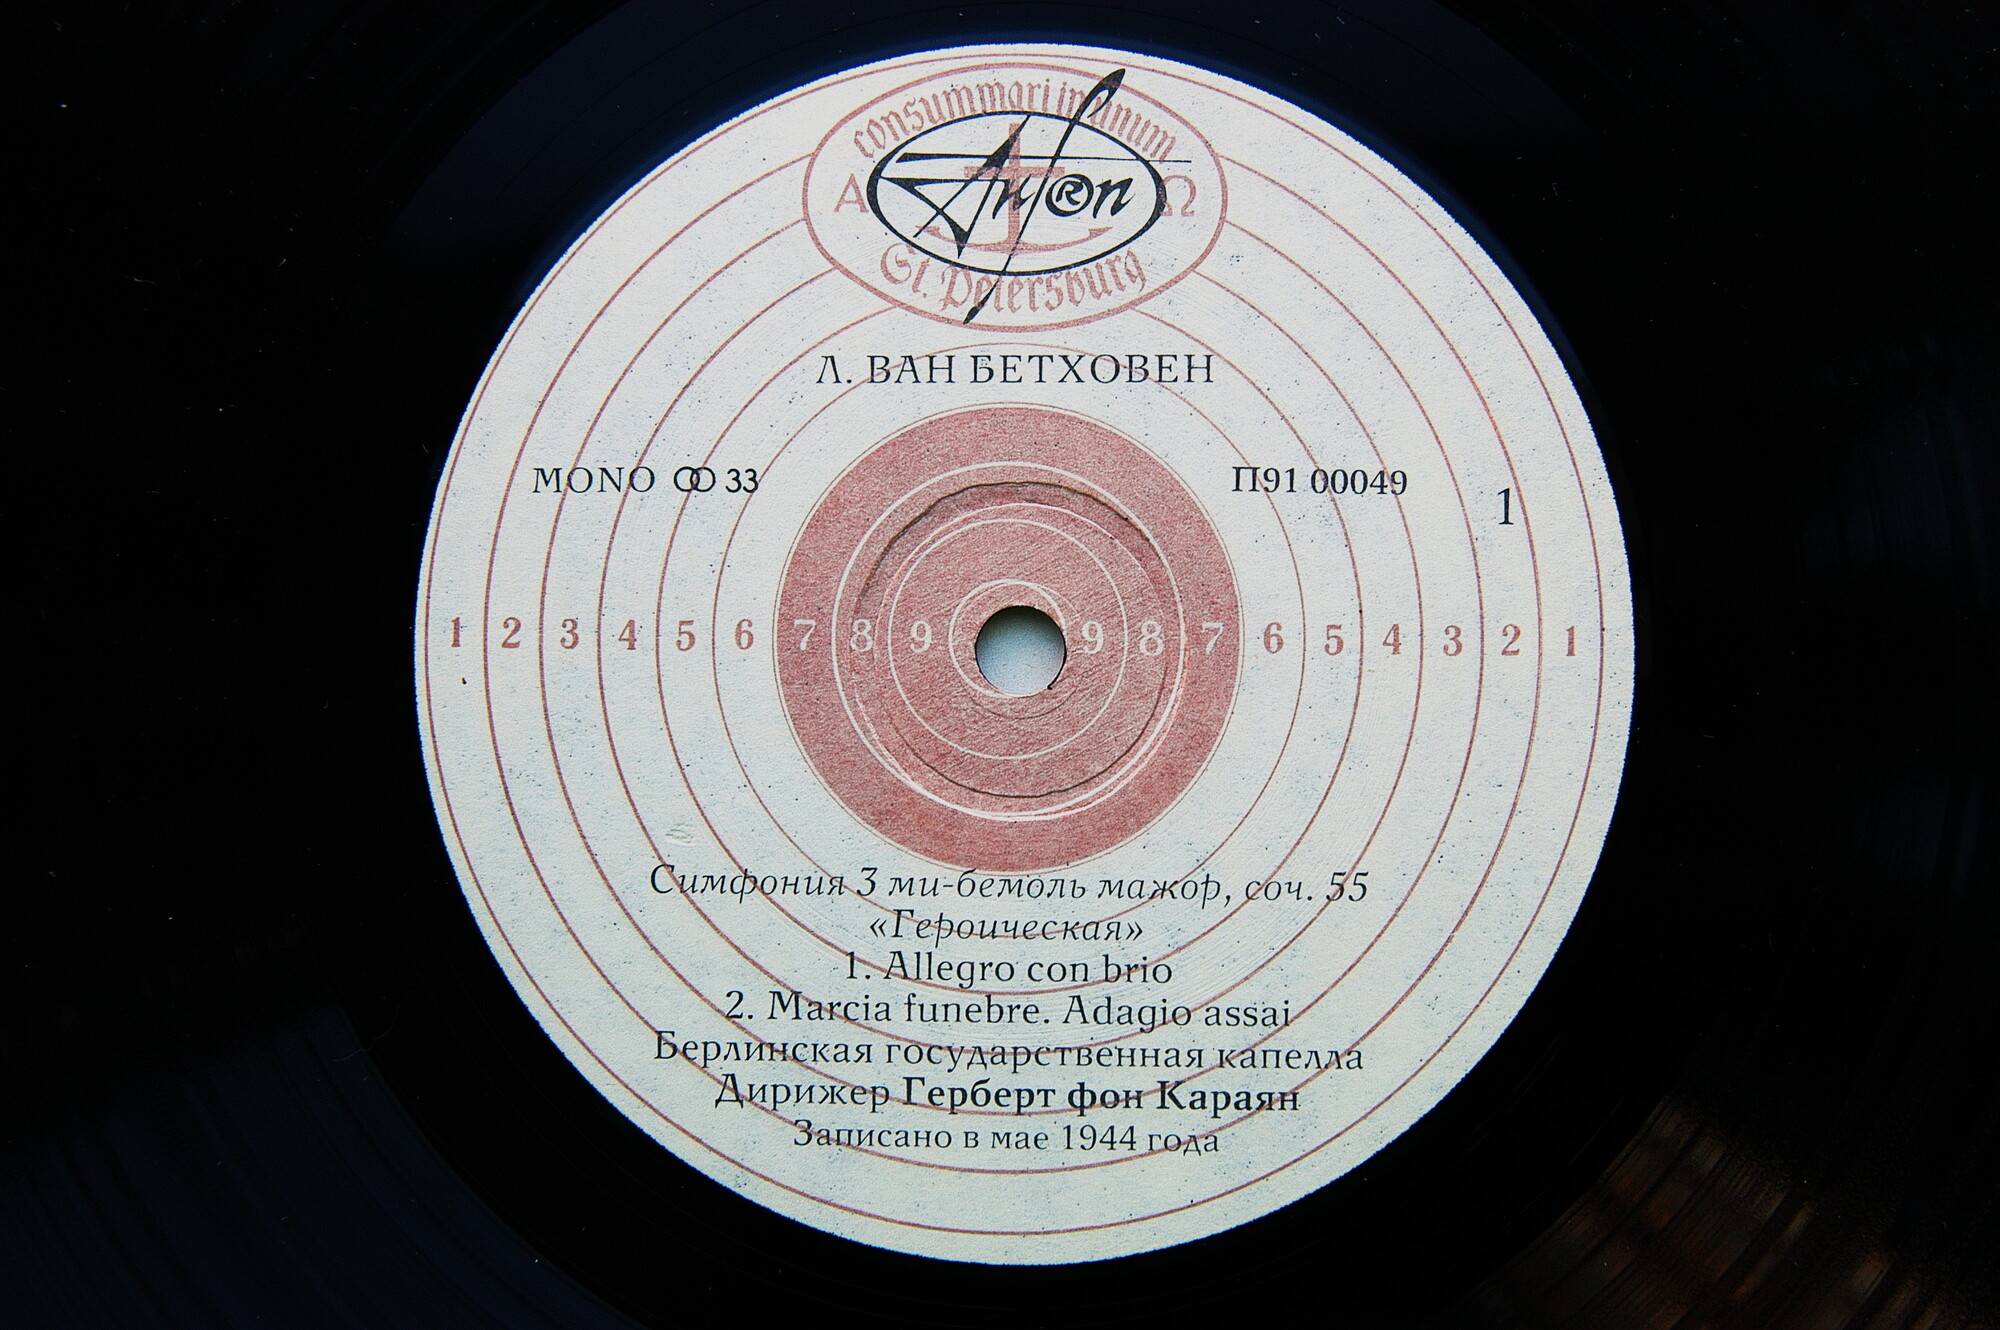 consummari in unum
Α Ant®n Ω
St. Petersburg
Л. ВАН БЕТХОВЕН
MONO 33
П91 00049
1
1 2 3 4 5 6 7 8 9 9 8 7 6 5 4 3 2 1
Симфония 3 ми-бемоль мажор, соч. 55
«Героическая»
1. Allegro con brio
2. Marcia funebre. Adagio assai
Берлинская государственная капелла
Дирижер Герберт фон Караян
Записано в мае 1944 года